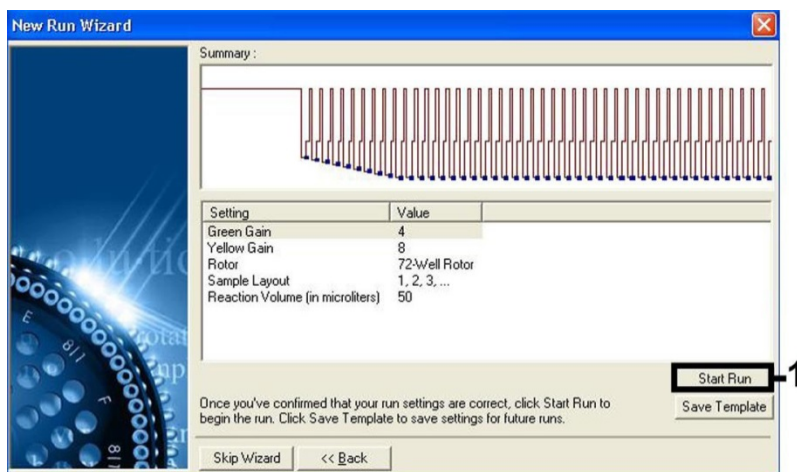 New Run Wizard
Summary :
Setting Value
Green Gain 4
Yellow Gain 8
Rotor 72-Well Rotor
Sample Layout 1, 2, 3, ...
Reaction Volume (in microliters) 50
Start Run
1
Once you've confirmed that your run settings are correct, click Start Run to
begin the run. Click Save Template to save settings for future runs.
Save Template
Skip Wizard
<< Back